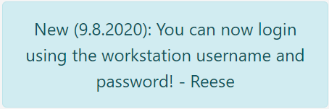 New (9.8.2020): You can now login
using the workstation username and
password! - Reese